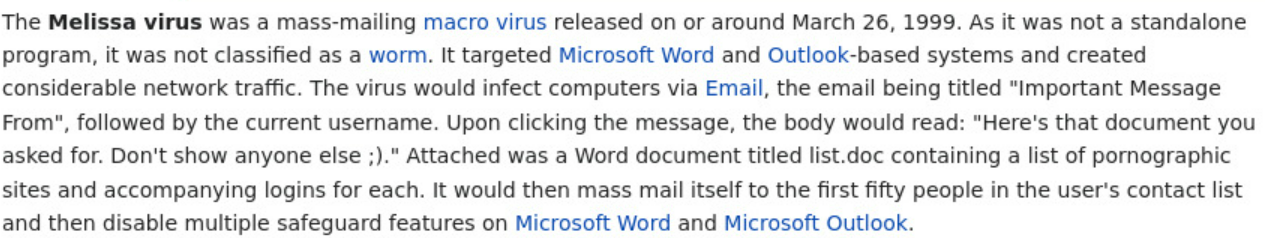 The Melissa virus was a mass-mailing macro virus released on or around March 26, 1999. As it was not a standalone
program, it was not classified as a worm. It targeted Microsoft Word and Outlook-based systems and created
considerable network traffic. The virus would infect computers via Email, the email being titled "Important Message
From", followed by the current username. Upon clicking the message, the body would read: "Here's that document you
asked for. Don't show anyone else ;)." Attached was a Word document titled list.doc containing a list of pornographic
sites and accompanying logins for each. It would then mass mail itself to the first fifty people in the user's contact list
and then disable multiple safeguard features on Microsoft Word and Microsoft Outlook.